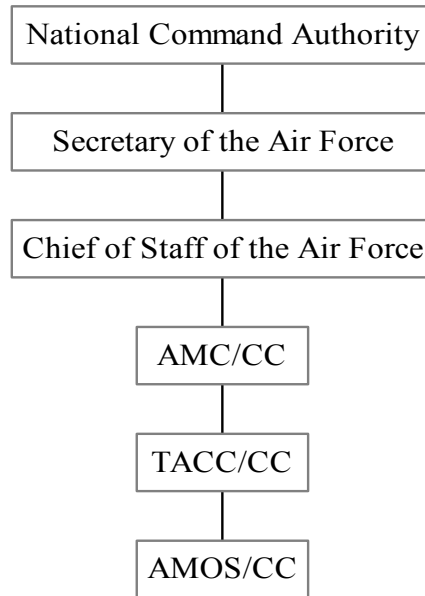 National Command Authority
Secretary of the Air Force
Chief of Staff of the Air Force
AMC/CC
TACC/CC
AMOS/CC